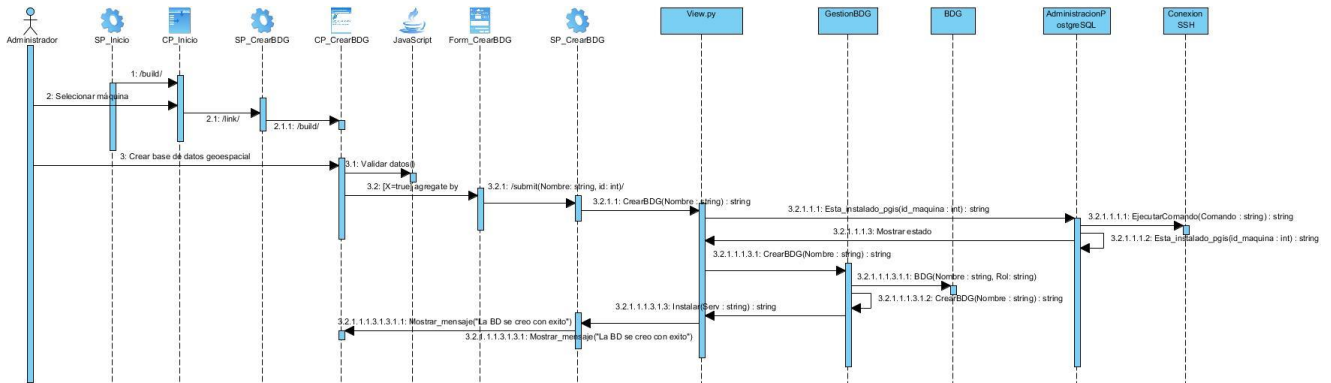 Administrador
SP_Inicio
CP_Inicio
SP_CrearBDG
CP_CrearBDG
JavaScript
Form_CrearBDG
SP_CrearBDG
View.py
GestionBDG
BDG
AdministracionP
ostgreSQL
Conexion
SSH
1: /build/
2: Selecionar máquina
2.1: /link/
2.1.1: /build/
3: Crear base de datos geoespacial
3.1: Validar datos()
3.2: [X=true] agregate by
3.2.1: /submit(Nombre: string, id: int)/
3.2.1.1: CrearBDG(Nombre : string) : string
3.2.1.1.1: Esta_instalado_pgis(id_maquina : int) : string
3.2.1.1.1.1: EjecutarComando(Comando : string) : string
3.2.1.1.1.3: Mostrar estado
3.2.1.1.1.2: Esta_instalado_pgis(id_maquina : int) : string
3.2.1.1.1.3.1: CrearBDG(Nombre : string) : string
3.2.1.1.1.3.1.1: BDG(Nombre : string, Rol: string)
3.2.1.1.1.3.1.2: CrearBDG(Nombre : string) : string
3.2.1.1.1.3.1.3: Instalar(Serv : string) : string
3.2.1.1.1.3.1.3.1.1: Mostrar_mensaje("La BD se creo con exito")
3.2.1.1.1.3.1.3.1: Mostrar_mensaje("La BD se creo con exito")